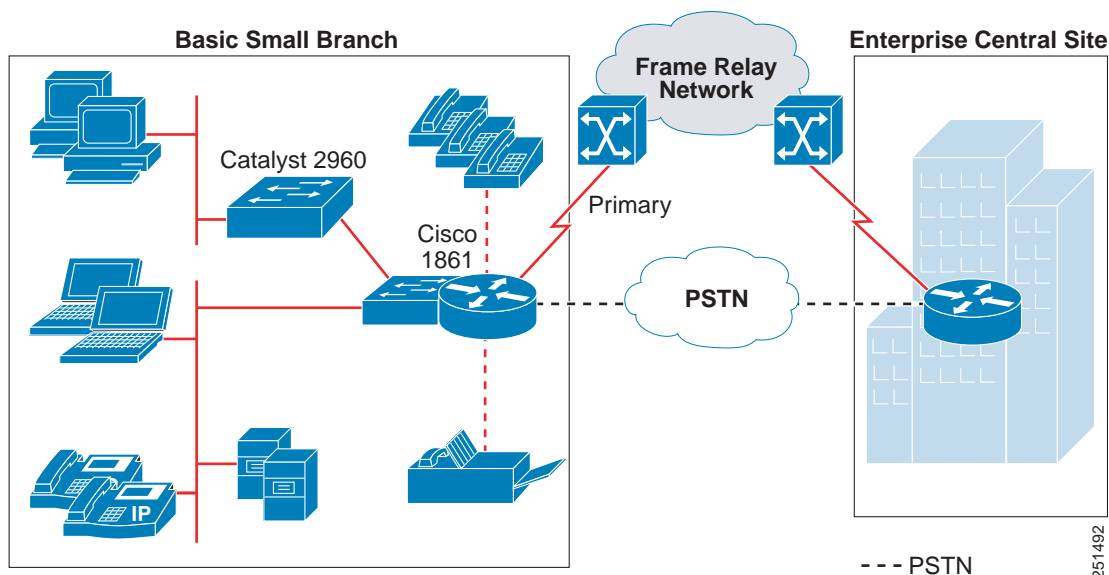 Basic Small Branch
Enterprise Central Site
Frame Relay
Network
Catalyst 2960
Primary
Cisco
1861
PSTN
IP
--- PSTN
251492